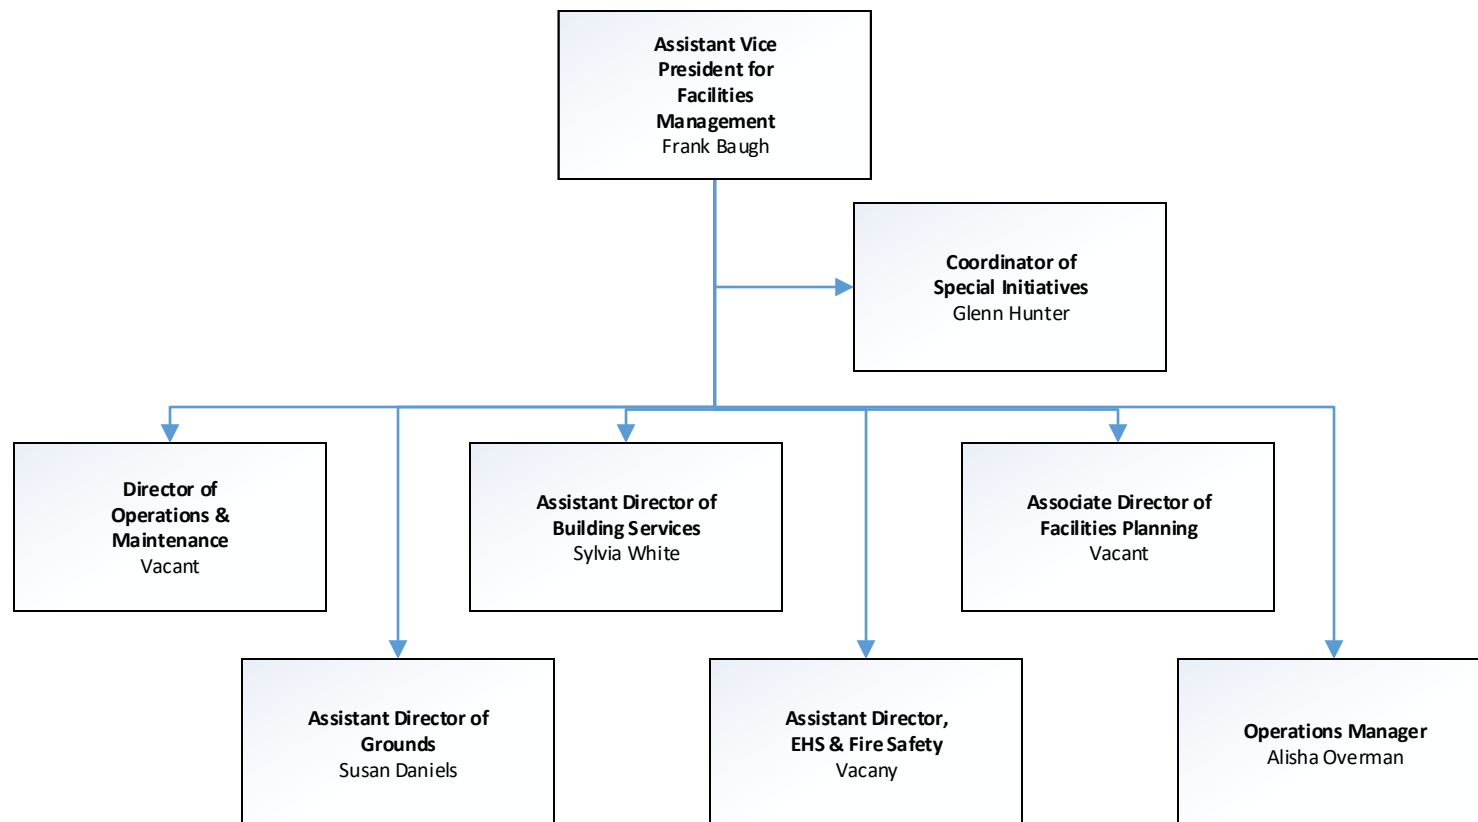 Assistant Vice
President for
Facilities
Management
Frank Baugh
Coordinator of
Special Initiatives
Glenn Hunter
Director of
Operations &
Maintenance
Vacant
Assistant Director of
Building Services
Sylvia White
Associate Director of
Facilities Planning
Vacant
Assistant Director of
Grounds
Susan Daniels
Assistant Director,
EHS & Fire Safety
Vacany
Operations Manager
Alisha Overman